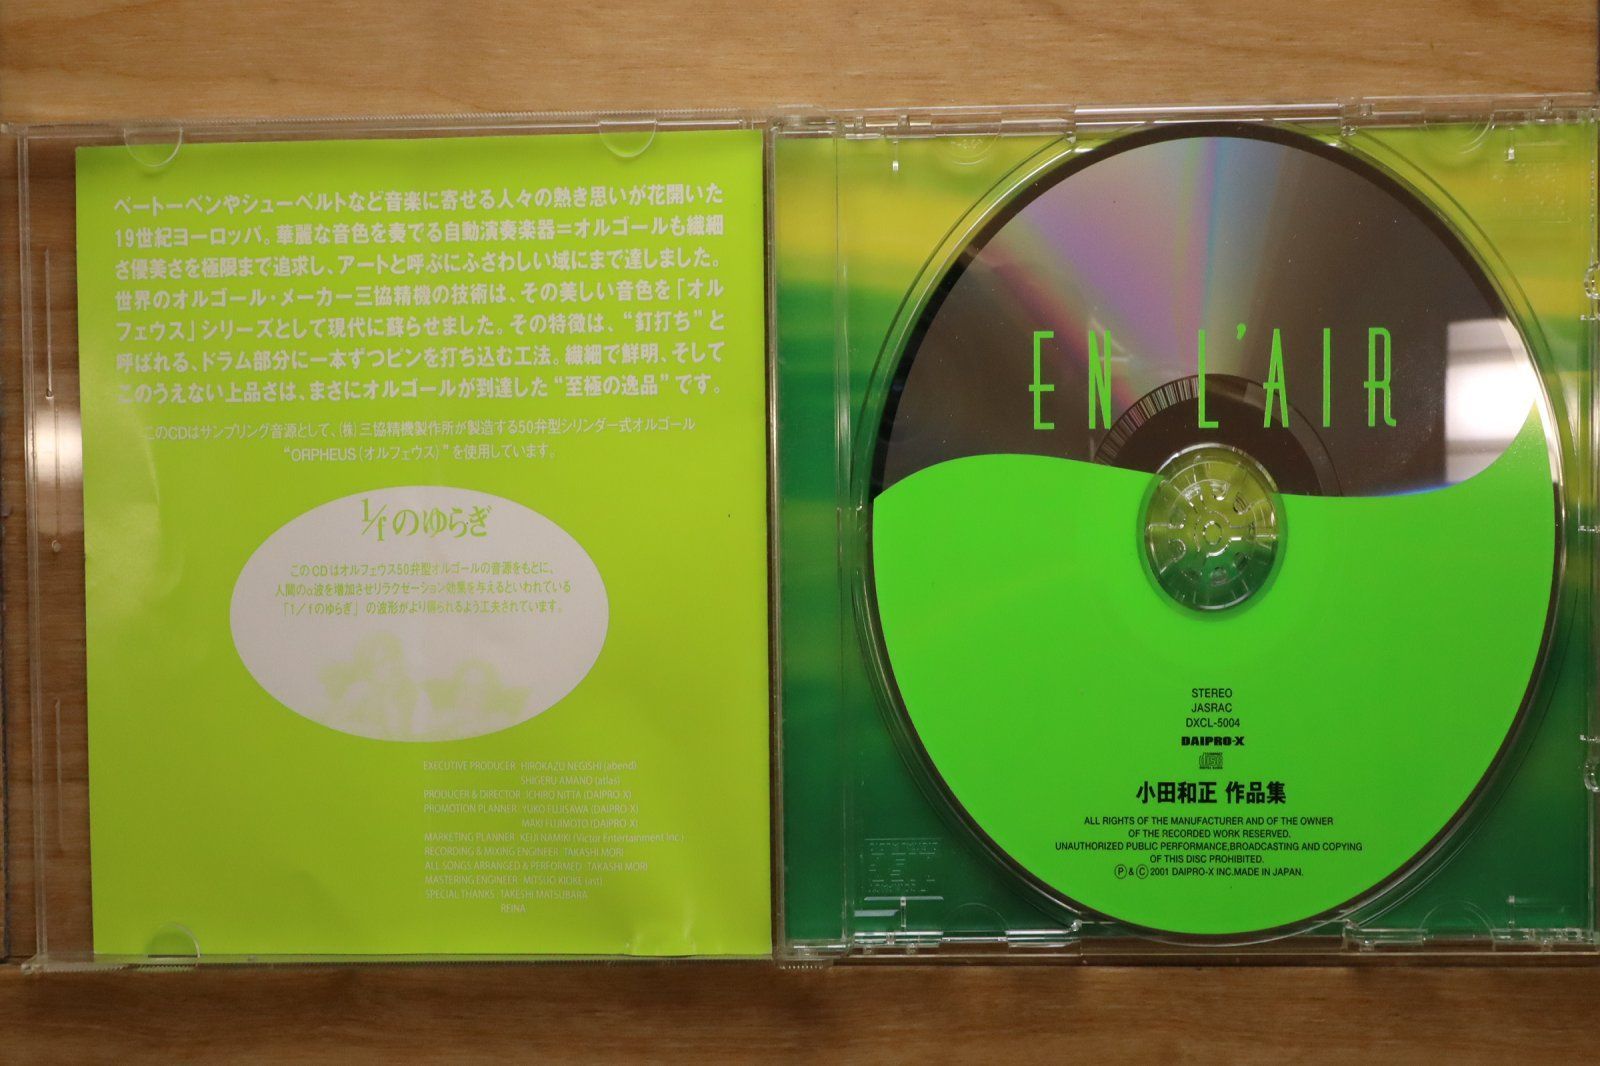 ベートーベンやシューベルトなど音楽に寄せる人々の熱き思いが花開いた
19世紀ヨーロッパ。華麗な音色を奏でる自動演奏楽器=オルゴールも繊細
さ優美さを極限まで追求し、アートと呼ぶにふさわしい域にまで達しました。
世界のオルゴール・メーカー三協精機の技術は、その美しい音色を「オル
フェウス」シリーズとして現代に蘇らせました。その特徴は、“釘打ち”と
呼ばれる、ドラム部分に一本ずつピンを打ち込む工法。繊細で鮮明、そして
このうえない上品さは、まさにオルゴールが到達した“至極の逸品”です。
このCDはサンプリング音源として、(株)三協精機製作所が製造する50弁型シリンダー式オルゴール
“ORPHEUS(オルフェウス)”を使用しています。
1/fのゆらぎ
このCDはオルフェウス50弁型オルゴールの音源をもとに、
人間のα波を増加させリラクゼーション効果を与えるといわれている
「1/fのゆらぎ」の波形がより得られるよう工夫されています。
EXECUTIVE PRODUCER : HIROKAZU NEGISHI (abend)
SHIGERU AMANO (atlas)
PRODUCER & DIRECTOR : ICHIRO NITTA (DAIPRO-X)
PROMOTION PLANNER : YUKO FUJISAWA (DAIPRO-X)
MAKI FUJIMOTO (DAIPRO-X)
MARKETING PLANNER : KEIJI NAMIKI (Victor Entertainment Inc.)
RECORDING & MIXING ENGINEER : TAKASHI MORI
ALL SONGS ARRANGED & PERFORMED : TAKASHI MORI
MASTERING ENGINEER : MITSUO KIOKE (ast)
SPECIAL THANKS : TAKESHI MATSUBARA
REINA
EN L'AIR
STEREO
JASRAC
DXCL-5004
DAIPRO-X
小田和正 作品集
ALL RIGHTS OF THE MANUFACTURER AND OF THE OWNER
OF THE RECORDED WORK RESERVED.
UNAUTHORIZED PUBLIC PERFORMANCE,BROADCASTING AND COPYING
OF THIS DISC PROHIBITED.
Ⓟ & Ⓒ 2001 DAIPRO-X INC.MADE IN JAPAN.